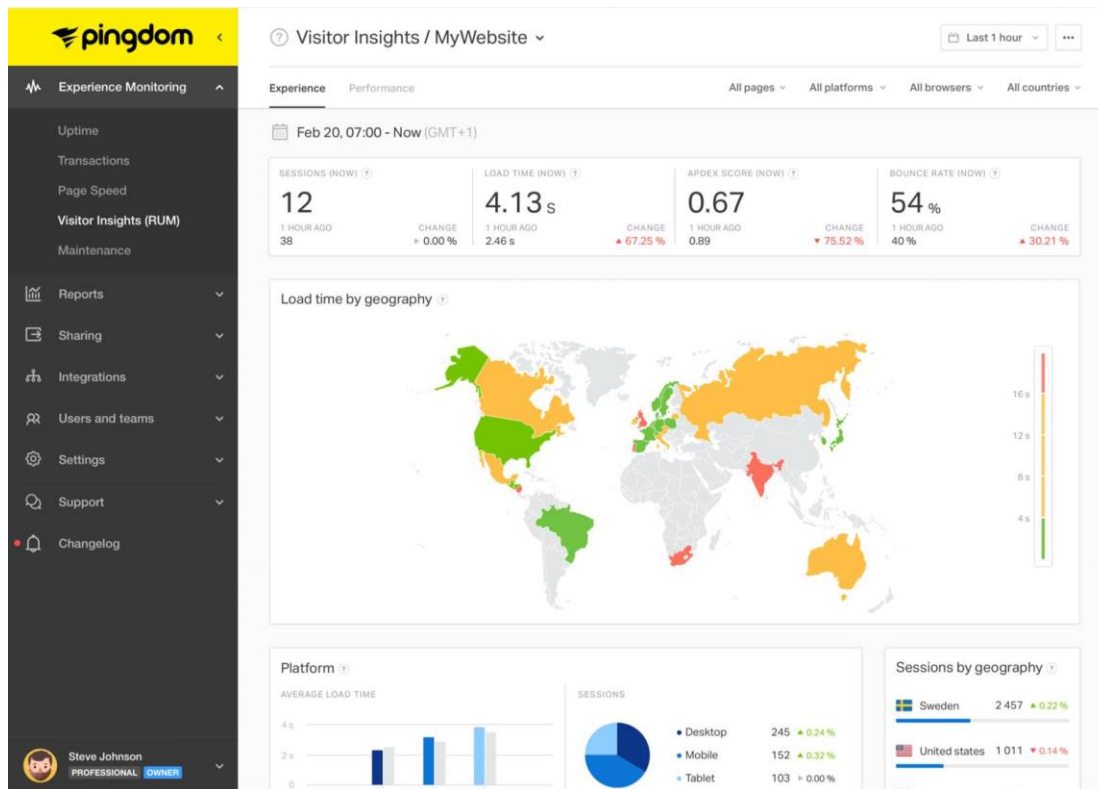 pingdom
Experience Monitoring
Uptime
Transactions
Page Speed
Visitor Insights (RUM)
Maintenance
Reports
Sharing
Integrations
Users and teams
Settings
Support
Changelog
Steve Johnson
PROFESSIONAL OWNER
? Visitor Insights / MyWebsite
Last 1 hour
Experience Performance
All pages All platforms All browsers All countries
Feb 20, 07:00 - Now (GMT+1)
SESSIONS (NOW) ?
12
1 HOUR AGO CHANGE
38 0.00 %
LOAD TIME (NOW) ?
4.13 s
1 HOUR AGO CHANGE
2.46 s 67.25 %
APDEX SCORE (NOW) ?
0.67
1 HOUR AGO CHANGE
0.89 75.52 %
BOUNCE RATE (NOW) ?
54 %
1 HOUR AGO CHANGE
40 % 30.21 %
Load time by geography ?
16 s
12 s
8 s
4 s
Platform ?
AVERAGE LOAD TIME
4 s
2 s
0
SESSIONS
Desktop 245 0.24 %
Mobile 152 0.32 %
Tablet 103 0.00 %
Sessions by geography ?
Sweden 2 457 0.22 %
United states 1 011 0.14 %